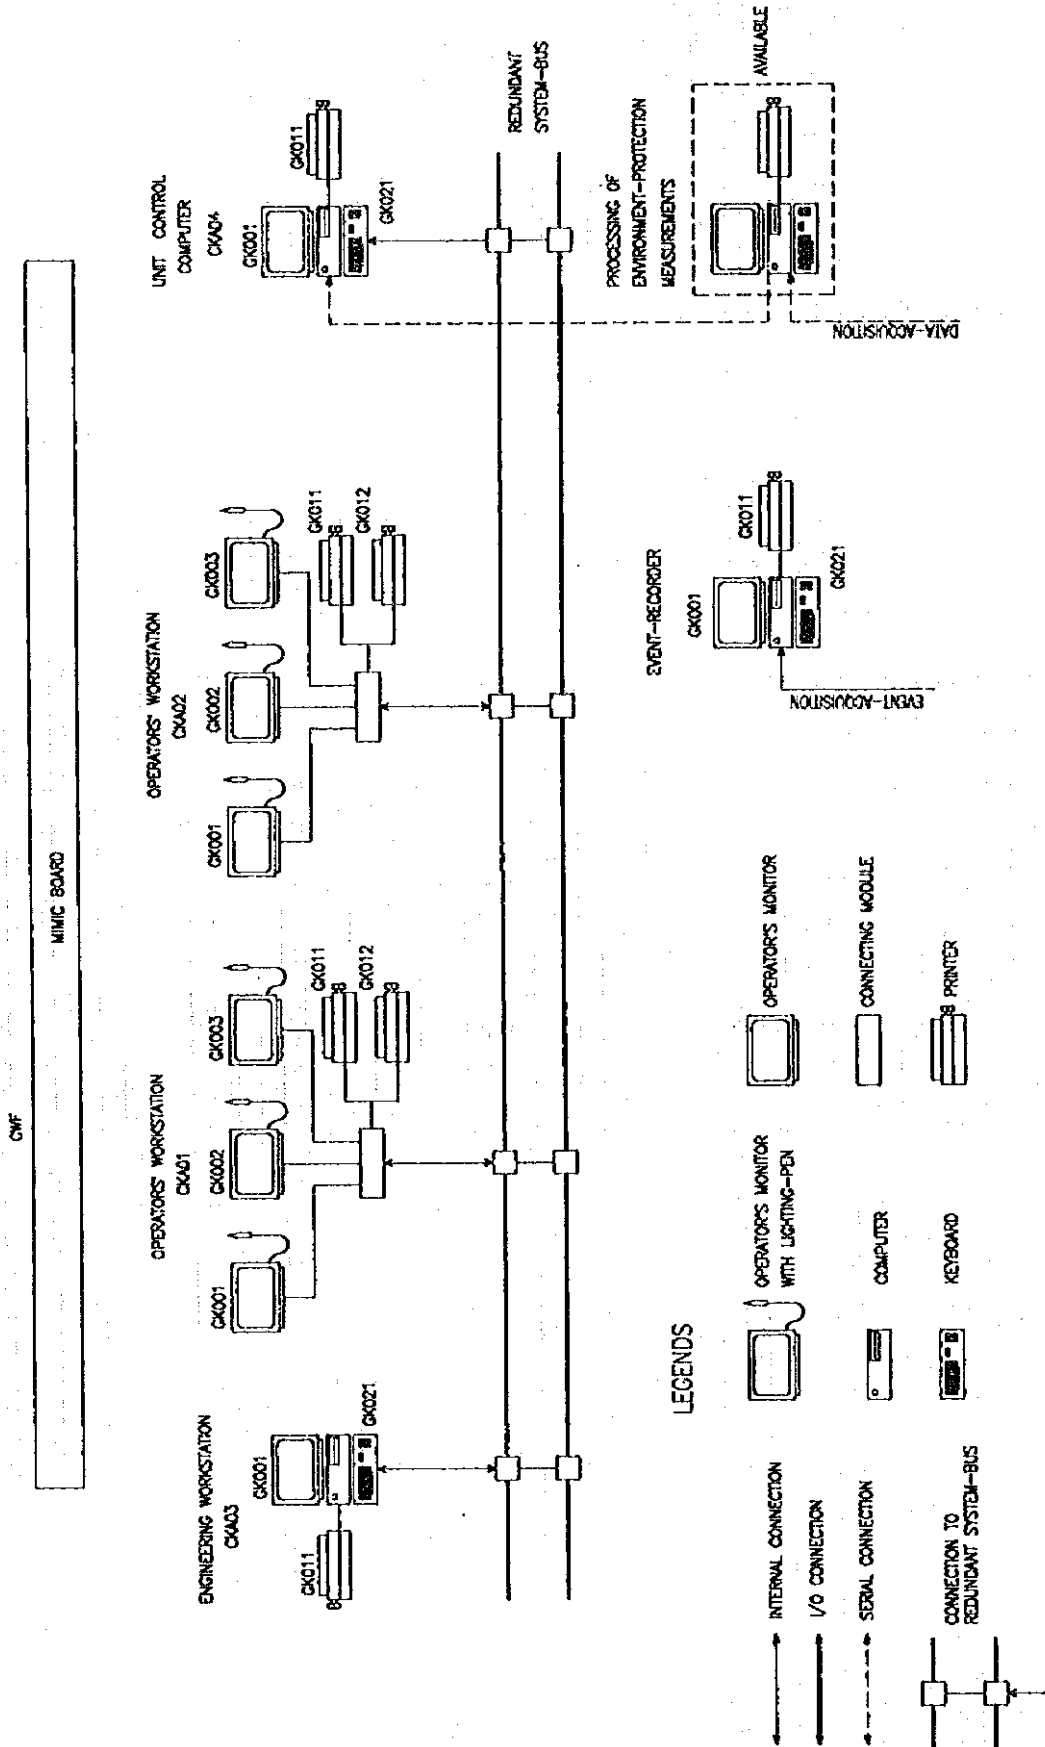 CWF
MIMIC BOARD
ENGINEERING WORKSTATION
CKA03
GK001
GK011
GK021
OPERATORS' WORKSTATION
CKA01
GK001
GK002
GK003
GK011
GK012
OPERATORS' WORKSTATION
CKA02
GK001
GK002
GK003
GK011
GK012
UNIT CONTROL
COMPUTER
CKA04
GK001
GK011
GK021
REDUNDANT
SYSTEM-BUS
EVENT-RECORDER
GK001
GK011
GK021
EVENT-ACQUISITION
PROCESSING OF
ENVIRONMENT-PROTECTION
MEASUREMENTS
AVAILABLE
DATA-ACQUISITION
LEGENDS
INTERNAL CONNECTION
I/O CONNECTION
SERIAL CONNECTION
CONNECTION TO
REDUNDANT SYSTEM-BUS
OPERATOR'S MONITOR
WITH LIGHTING-PEN
COMPUTER
KEYBOARD
OPERATOR'S MONITOR
CONNECTING MODULE
PRINTER